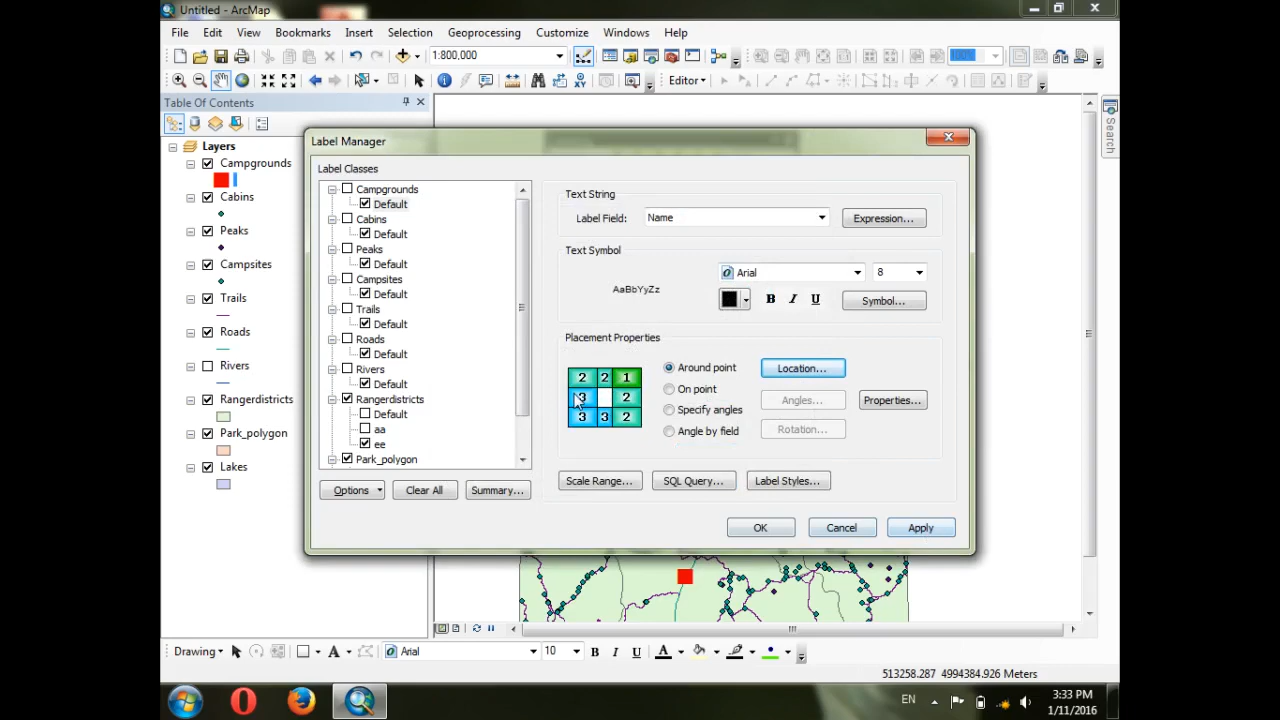 Untitled - ArcMap
File Edit View Bookmarks Insert Selection Geoprocessing Customize Windows Help
1:800,000
Editor
Table Of Contents
Layers
Campgrounds
Cabins
Peaks
Campsites
Trails
Roads
Rivers
Rangerdistricts
Park_polygon
Lakes
Search
Label Manager
Label Classes
Campgrounds
Default
Cabins
Default
Peaks
Default
Campsites
Default
Trails
Default
Roads
Default
Rivers
Default
Rangerdistricts
Default
aa
ee
Park_polygon
Options Clear All Summary...
Text String
Label Field: Name Expression...
Text Symbol
AaBbYyZz
Arial 8
B I U Symbol...
Placement Properties
2 2 1
3 2
3 3 2
Around point
On point
Specify angles
Angle by field
Location...
Angles...
Rotation...
Properties...
Scale Range... SQL Query... Label Styles...
OK Cancel Apply
Drawing A Arial 10 B I U A
513258.287 4994384.926 Meters
EN
3:33 PM
1/11/2016